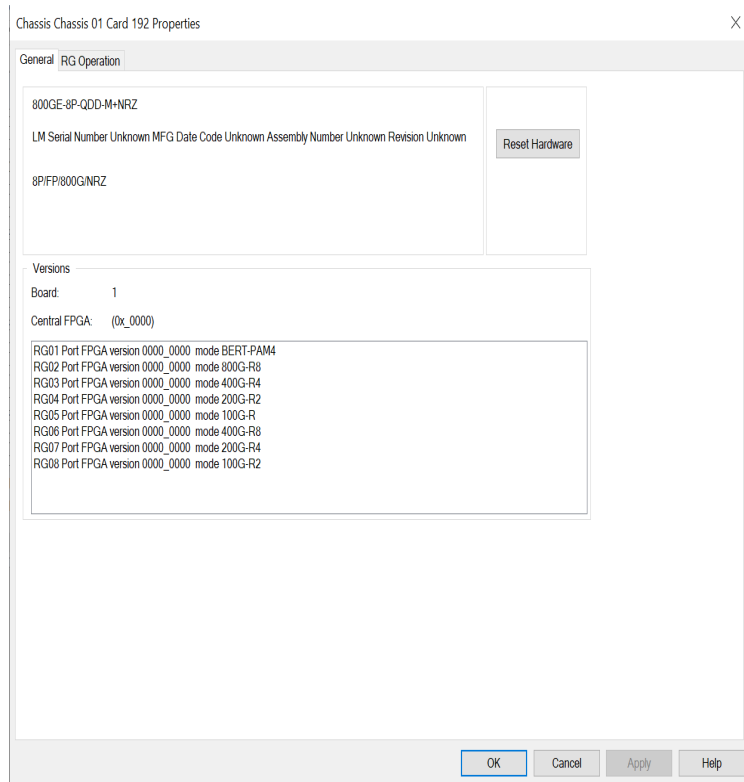 Chassis Chassis 01 Card 192 Properties
General RG Operation
800GE-8P-QDD-M+NRZ
LM Serial Number Unknown MFG Date Code Unknown Assembly Number Unknown Revision Unknown
Reset Hardware
8P/FP/800G/NRZ
Versions
Board: 1
Central FPGA: (0x_0000)
RG01 Port FPGA version 0000_0000 mode BERT-PAM4
RG02 Port FPGA version 0000_0000 mode 800G-R8
RG03 Port FPGA version 0000_0000 mode 400G-R4
RG04 Port FPGA version 0000_0000 mode 200G-R2
RG05 Port FPGA version 0000_0000 mode 100G-R
RG06 Port FPGA version 0000_0000 mode 400G-R8
RG07 Port FPGA version 0000_0000 mode 200G-R4
RG08 Port FPGA version 0000_0000 mode 100G-R2
OK Cancel Apply Help